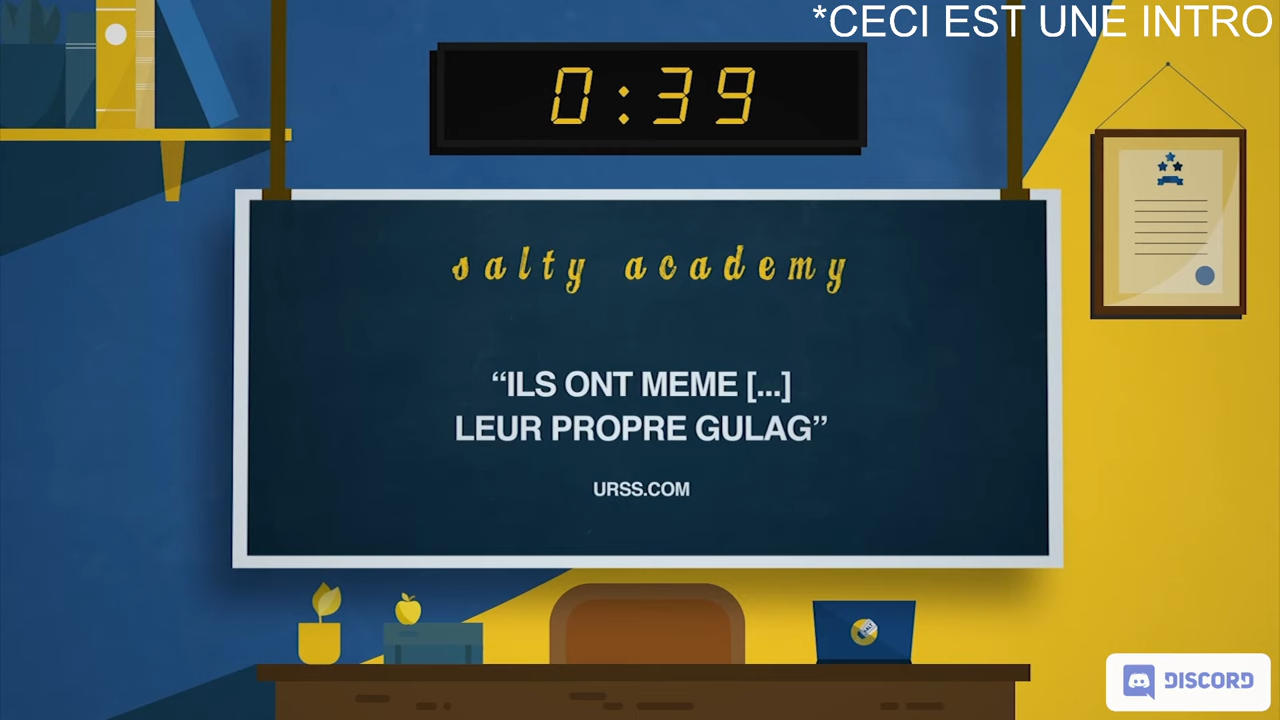 *CECI EST UNE INTRO
0:39
salty academy
“ILS ONT MEME [...]
LEUR PROPRE GULAG”
URSS.COM
DISCORD